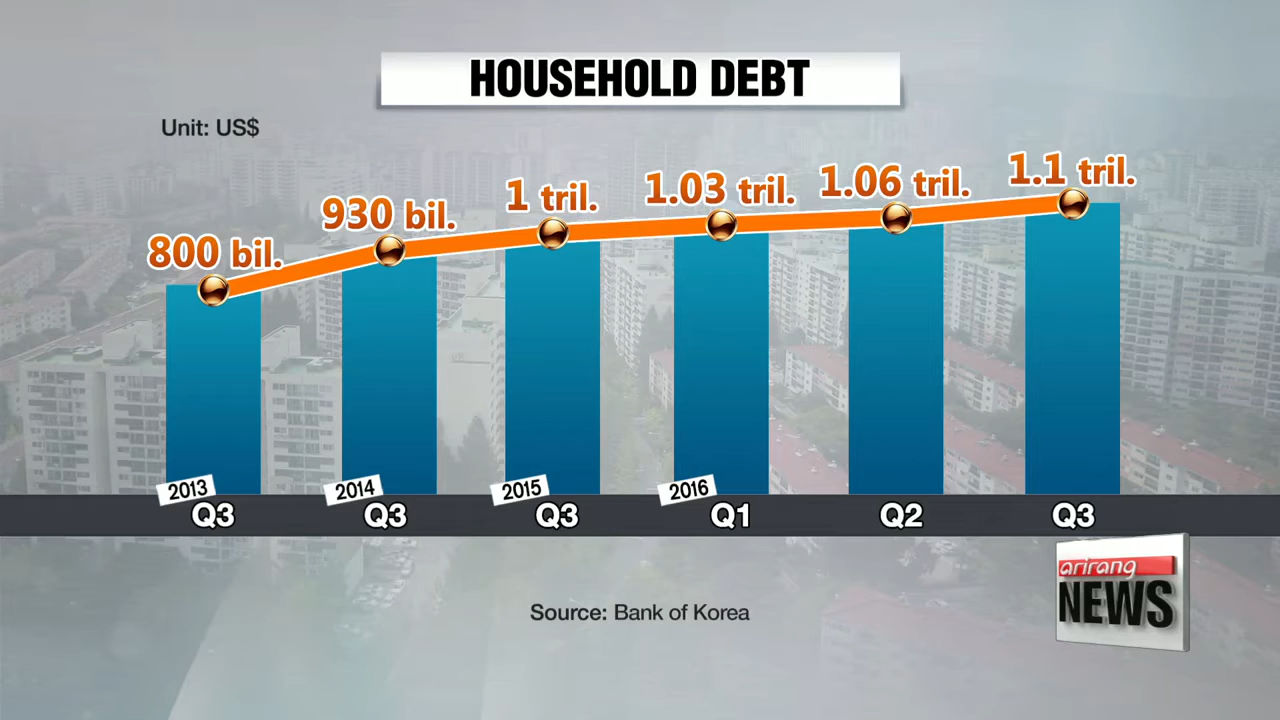 HOUSEHOLD DEBT
Unit: US$
800 bil.
930 bil.
1 tril.
1.03 tril.
1.06 tril.
1.1 tril.
2013
2014
2015
2016
Q3
Q3
Q3
Q1
Q2
Q3
Source: Bank of Korea
arirang
NEWS